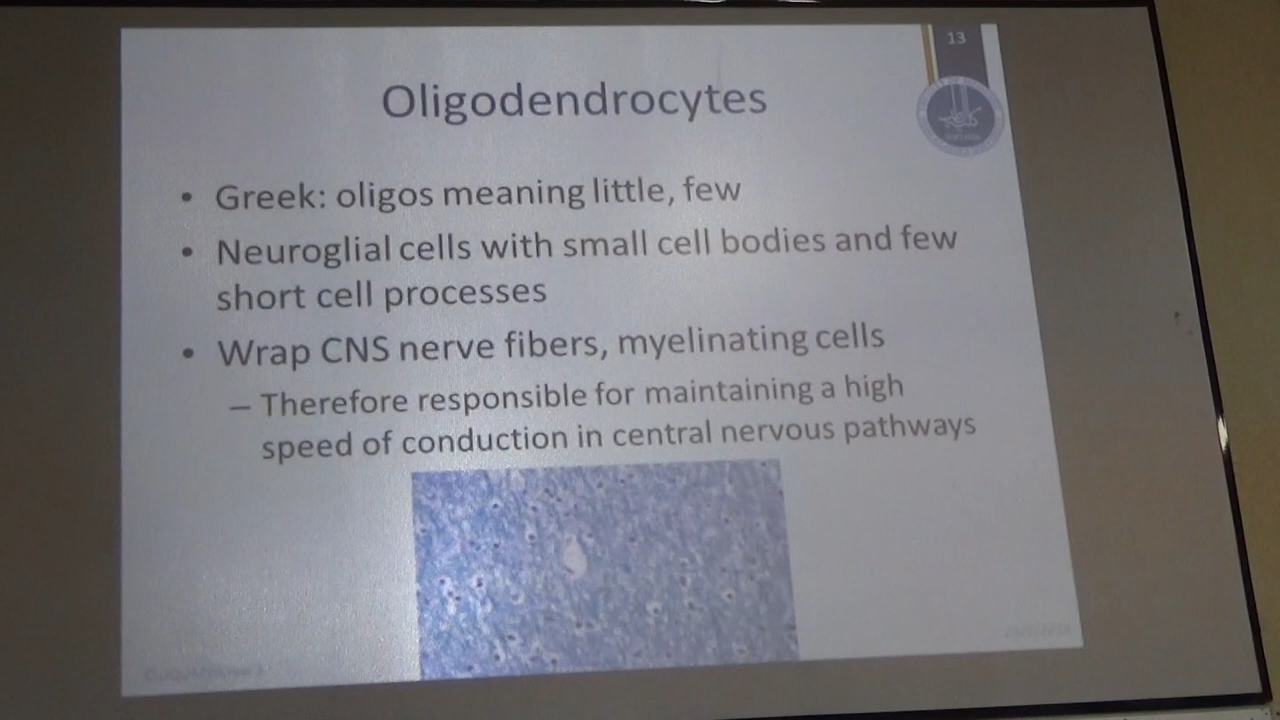 13
Oligodendrocytes
• Greek: oligos meaning little, few
• Neuroglial cells with small cell bodies and few
short cell processes
• Wrap CNS nerve fibers, myelinating cells
– Therefore responsible for maintaining a high
speed of conduction in central nervous pathways